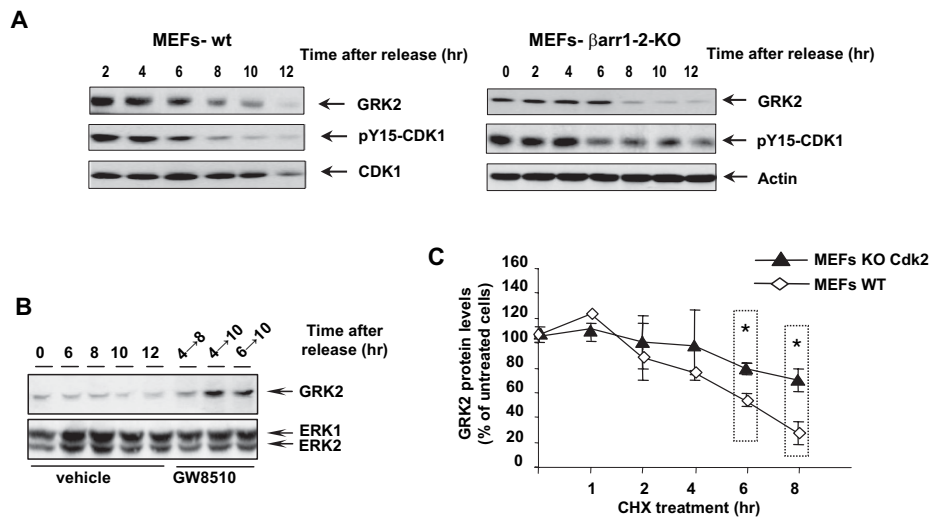 A
MEFs- wt
Time after release (hr)
2 4 6 8 10 12
GRK2
pY15-CDK1
CDK1
MEFs- βarr1-2-KO
Time after release (hr)
0 2 4 6 8 10 12
GRK2
pY15-CDK1
Actin
B
0 6 8 10 12 4→8 4→10 6→10
Time after
release (hr)
GRK2
ERK1
ERK2
vehicle
GW8510
C
MEFs KO Cdk2
MEFs WT
GRK2 protein levels
(% of untreated cells)
160
140
120
100
80
60
40
20
0
* *
1 2 4 6 8
CHX treatment (hr)